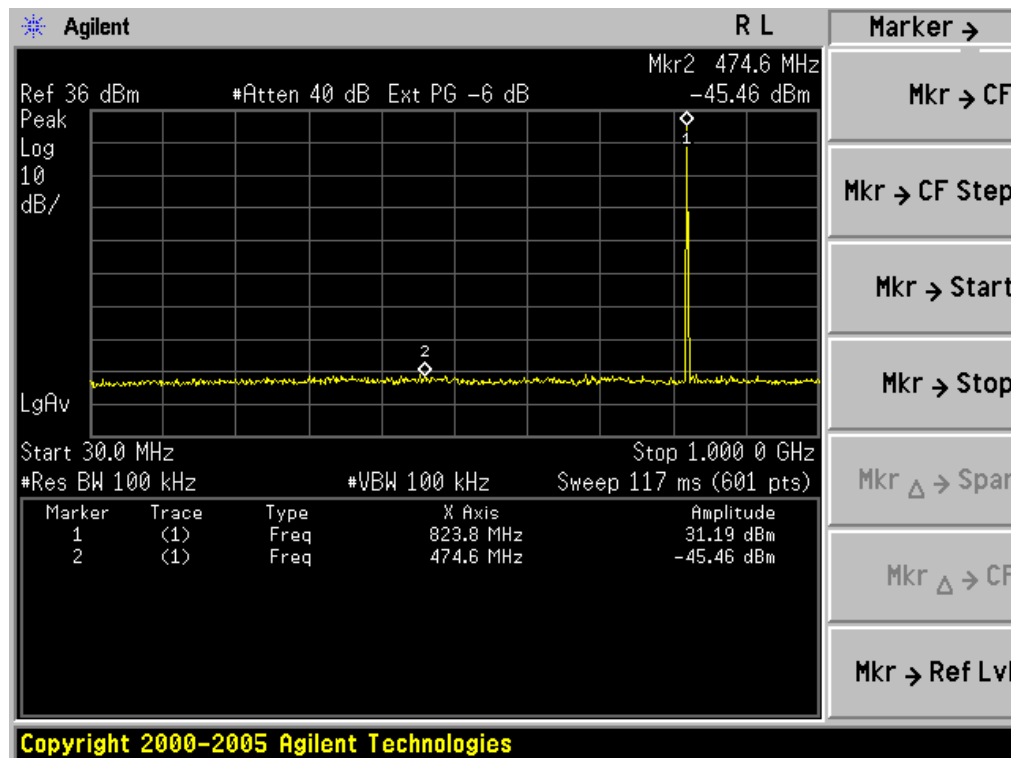 Agilent R L Marker →
Mkr2 474.6 MHz
Ref 36 dBm #Atten 40 dB Ext PG −6 dB −45.46 dBm
Peak
Log
10
dB/
1
2
LgAv
Start 30.0 MHz Stop 1.000 0 GHz
#Res BW 100 kHz #VBW 100 kHz Sweep 117 ms (601 pts)
Marker Trace Type X Axis Amplitude
1 (1) Freq 823.8 MHz 31.19 dBm
2 (1) Freq 474.6 MHz −45.46 dBm
Mkr → CF
Mkr → CF Step
Mkr → Start
Mkr → Stop
Mkr Δ → Span
Mkr Δ → CF
Mkr → Ref Lvl
Copyright 2000–2005 Agilent Technologies